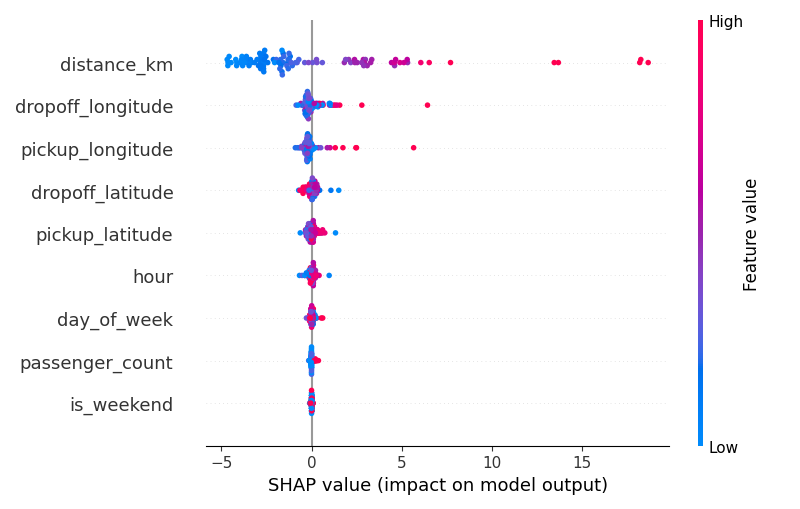 High
distance_km
dropoff_longitude
pickup_longitude
dropoff_latitude
pickup_latitude
hour
day_of_week
passenger_count
is_weekend
Feature value
Low
−5 0 5 10 15
SHAP value (impact on model output)